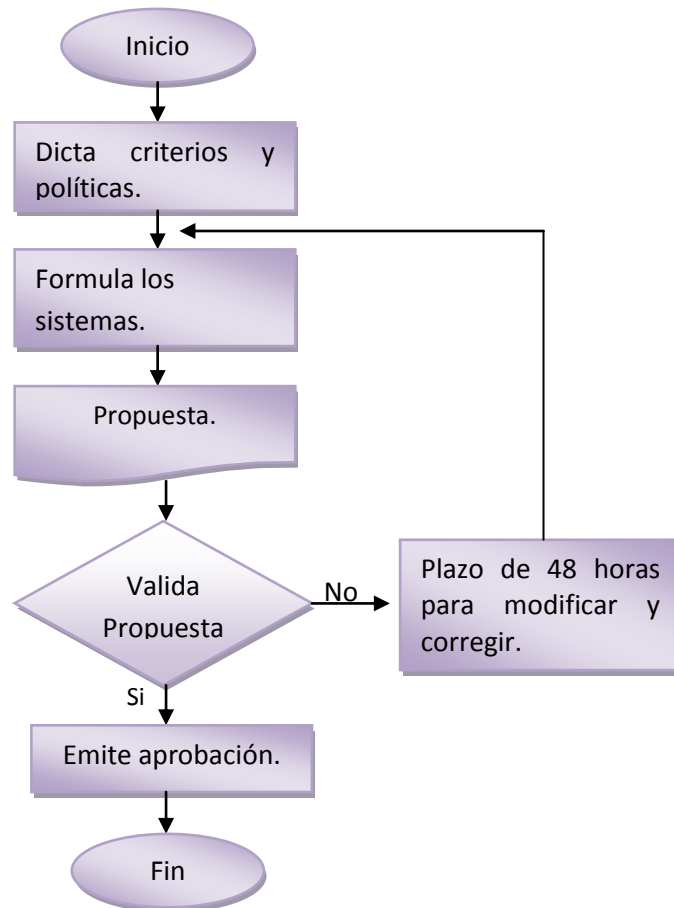 Inicio
Dicta criterios y
políticas.
Formula los
sistemas.
Propuesta.
Valida
Propuesta
No
Plazo de 48 horas
para modificar y
corregir.
Si
Emite aprobación.
Fin